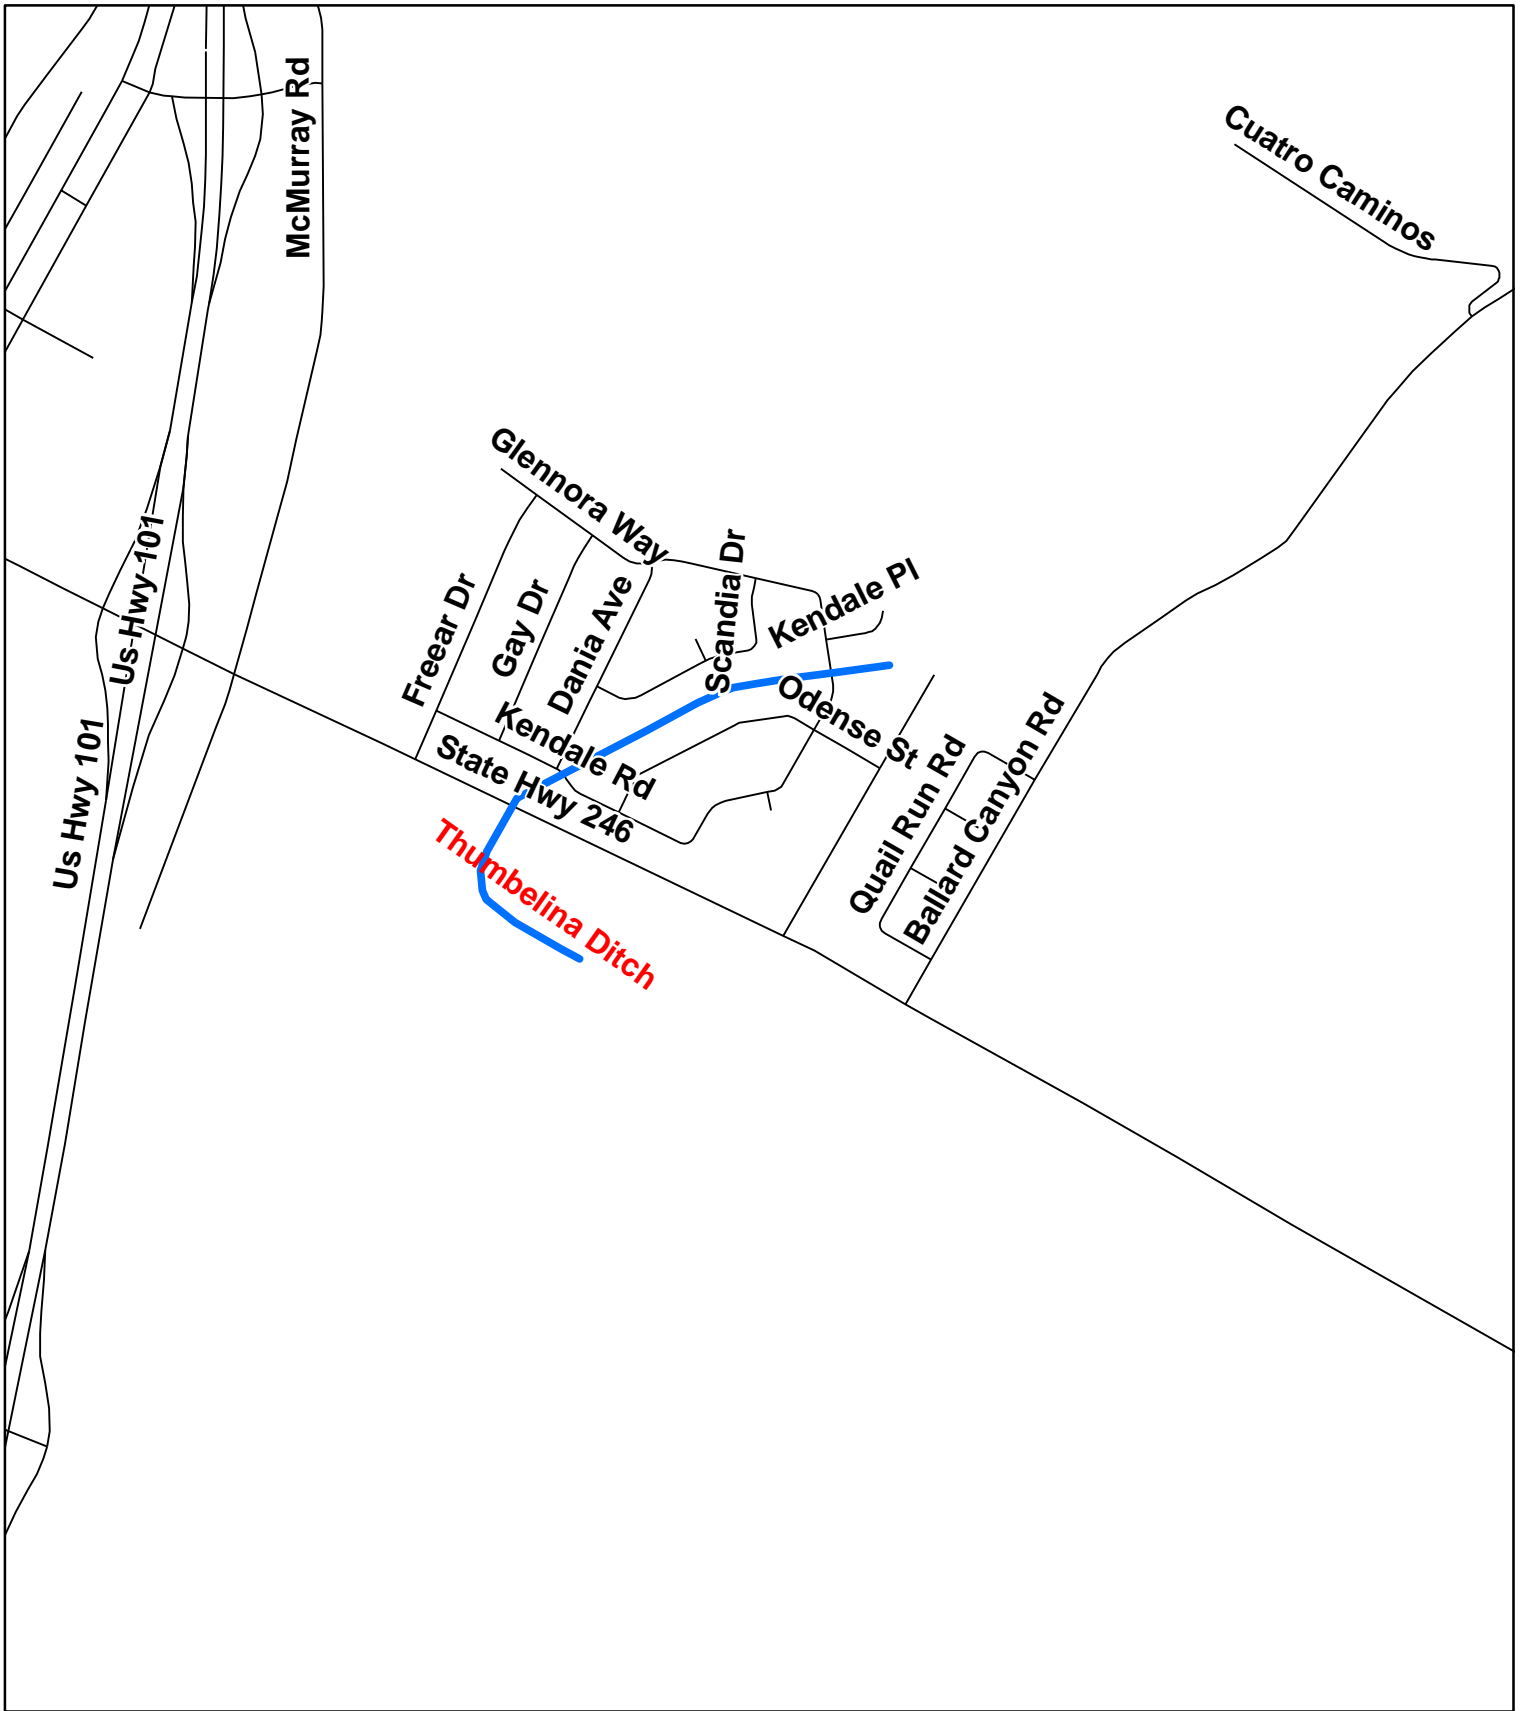 McMurray Rd
Cuatro Caminos
Glennora Way
Us Hwy 101
Scandia Dr
Kendale Pl
Freear Dr
Gay Dr
Dania Ave
Odense St
Kendale Rd
State Hwy 246
Us Hwy 101
Quail Run Rd
Ballard Canyon Rd
Thumbelina Ditch